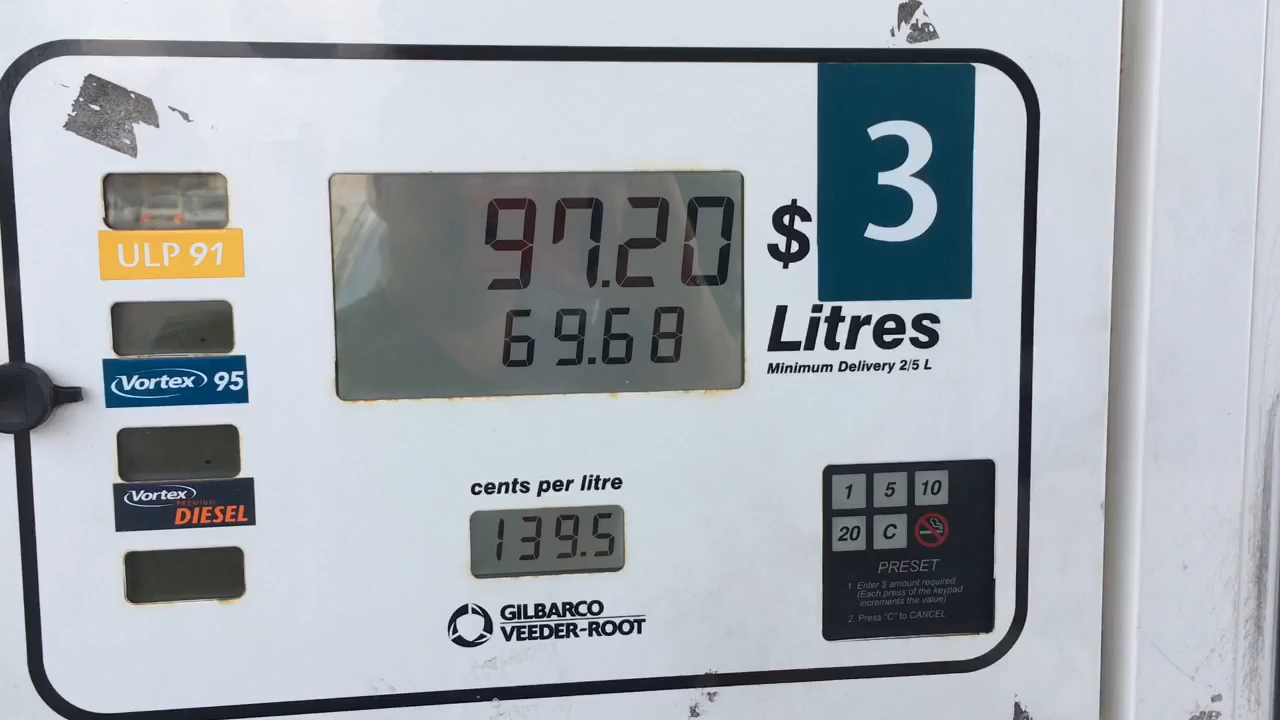 3
97.20 $
69.68 Litres
Minimum Delivery 2/5 L
ULP 91
Vortex 95
Vortex
PREMIUM
DIESEL
cents per litre
139.5
GILBARCO
VEEDER-ROOT
1 5 10
20 C
PRESET
1. Enter $ amount required
(Each press of the keypad
increments the value)
2. Press "C" to CANCEL